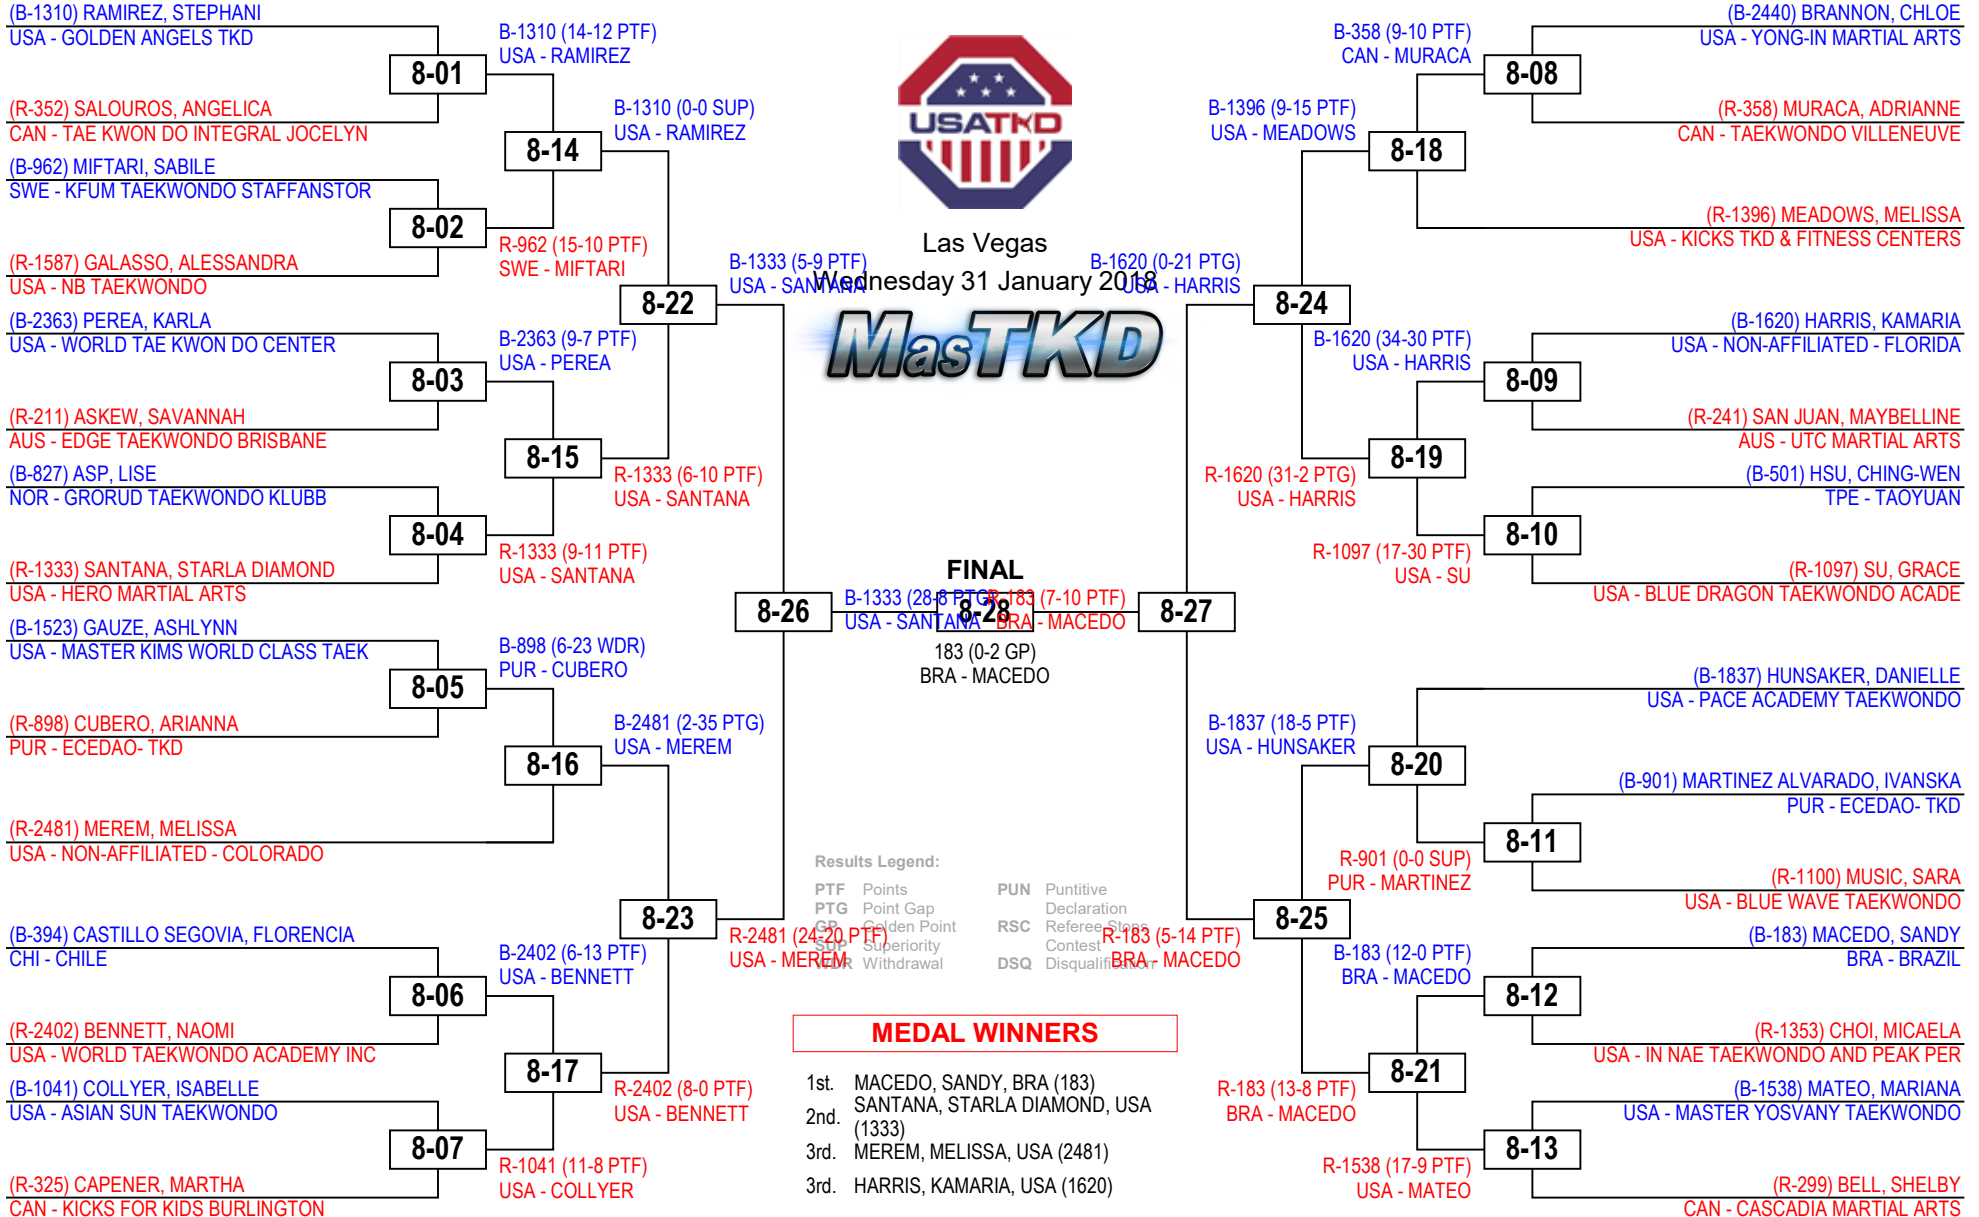 (B-1310) RAMIREZ, STEPHANI
USA - GOLDEN ANGELS TKD
8-01
(R-352) SALOUROS, ANGELICA
CAN - TAE KWON DO INTEGRAL JOCELYN
(B-962) MIFTARI, SABILE
SWE - KFUM TAEKWONDO STAFFANSTOR
8-02
(R-1587) GALASSO, ALESSANDRA
USA - NB TAEKWONDO
(B-2363) PEREA, KARLA
USA - WORLD TAE KWON DO CENTER
8-03
(R-211) ASKEW, SAVANNAH
AUS - EDGE TAEKWONDO BRISBANE
(B-827) ASP, LISE
NOR - GRORUD TAEKWONDO KLUBB
8-04
(R-1333) SANTANA, STARLA DIAMOND
USA - HERO MARTIAL ARTS
(B-1523) GAUZE, ASHLYNN
USA - MASTER KIMS WORLD CLASS TAEK
8-05
(R-898) CUBERO, ARIANNA
PUR - ECEDAO- TKD
(R-2481) MEREM, MELISSA
USA - NON-AFFILIATED - COLORADO
(B-394) CASTILLO SEGOVIA, FLORENCIA
CHI - CHILE
8-06
(R-2402) BENNETT, NAOMI
USA - WORLD TAEKWONDO ACADEMY INC
(B-1041) COLLYER, ISABELLE
USA - ASIAN SUN TAEKWONDO
8-07
(R-325) CAPENER, MARTHA
CAN - KICKS FOR KIDS BURLINGTON
B-1310 (14-12 PTF)
USA - RAMIREZ
8-14
R-962 (15-10 PTF)
SWE - MIFTARI
B-2363 (9-7 PTF)
USA - PEREA
8-15
R-1333 (9-11 PTF)
USA - SANTANA
B-898 (6-23 WDR)
PUR - CUBERO
8-16
B-2402 (6-13 PTF)
USA - BENNETT
8-17
R-1041 (11-8 PTF)
USA - COLLYER
B-1310 (0-0 SUP)
USA - RAMIREZ
8-22
R-1333 (6-10 PTF)
USA - SANTANA
B-2481 (2-35 PTG)
USA - MEREM
8-23
R-2402 (8-0 PTF)
USA - BENNETT
B-1333 (5-9 PTF)
USA - SANTANA
8-26
R-2481 (24-20 PTF)
USA - MEREM
USATKD
Las Vegas
Wednesday 31 January 2018
MasTKD
FINAL
B-1333 (28-8 PTG)
USA - SANTANA
8-28
R-183 (7-10 PTF)
BRA - MACEDO
183 (0-2 GP)
BRA - MACEDO
Results Legend:
PTF Points
PTG Point Gap
GP Golden Point
SUP Superiority
WDR Withdrawal
PUN Puntitive
Declaration
RSC Referee Stops
Contest
DSQ Disqualification
MEDAL WINNERS
1st. MACEDO, SANDY, BRA (183)
2nd. SANTANA, STARLA DIAMOND, USA
(1333)
3rd. MEREM, MELISSA, USA (2481)
3rd. HARRIS, KAMARIA, USA (1620)
B-1620 (0-21 PTG)
USA - HARRIS
8-27
R-183 (5-14 PTF)
BRA - MACEDO
B-1396 (9-15 PTF)
USA - MEADOWS
8-24
R-1620 (31-2 PTG)
USA - HARRIS
B-1837 (18-5 PTF)
USA - HUNSAKER
8-25
R-183 (13-8 PTF)
BRA - MACEDO
B-358 (9-10 PTF)
CAN - MURACA
8-18
B-1620 (34-30 PTF)
USA - HARRIS
8-19
R-1097 (17-30 PTF)
USA - SU
8-20
R-901 (0-0 SUP)
PUR - MARTINEZ
B-183 (12-0 PTF)
BRA - MACEDO
8-21
R-1538 (17-9 PTF)
USA - MATEO
(B-2440) BRANNON, CHLOE
USA - YONG-IN MARTIAL ARTS
8-08
(R-358) MURACA, ADRIANNE
CAN - TAEKWONDO VILLENEUVE
(R-1396) MEADOWS, MELISSA
USA - KICKS TKD & FITNESS CENTERS
(B-1620) HARRIS, KAMARIA
USA - NON-AFFILIATED - FLORIDA
8-09
(R-241) SAN JUAN, MAYBELLINE
AUS - UTC MARTIAL ARTS
(B-501) HSU, CHING-WEN
TPE - TAOYUAN
8-10
(R-1097) SU, GRACE
USA - BLUE DRAGON TAEKWONDO ACADE
(B-1837) HUNSAKER, DANIELLE
USA - PACE ACADEMY TAEKWONDO
(B-901) MARTINEZ ALVARADO, IVANSKA
PUR - ECEDAO- TKD
8-11
(R-1100) MUSIC, SARA
USA - BLUE WAVE TAEKWONDO
(B-183) MACEDO, SANDY
BRA - BRAZIL
8-12
(R-1353) CHOI, MICAELA
USA - IN NAE TAEKWONDO AND PEAK PER
(B-1538) MATEO, MARIANA
USA - MASTER YOSVANY TAEKWONDO
8-13
(R-299) BELL, SHELBY
CAN - CASCADIA MARTIAL ARTS